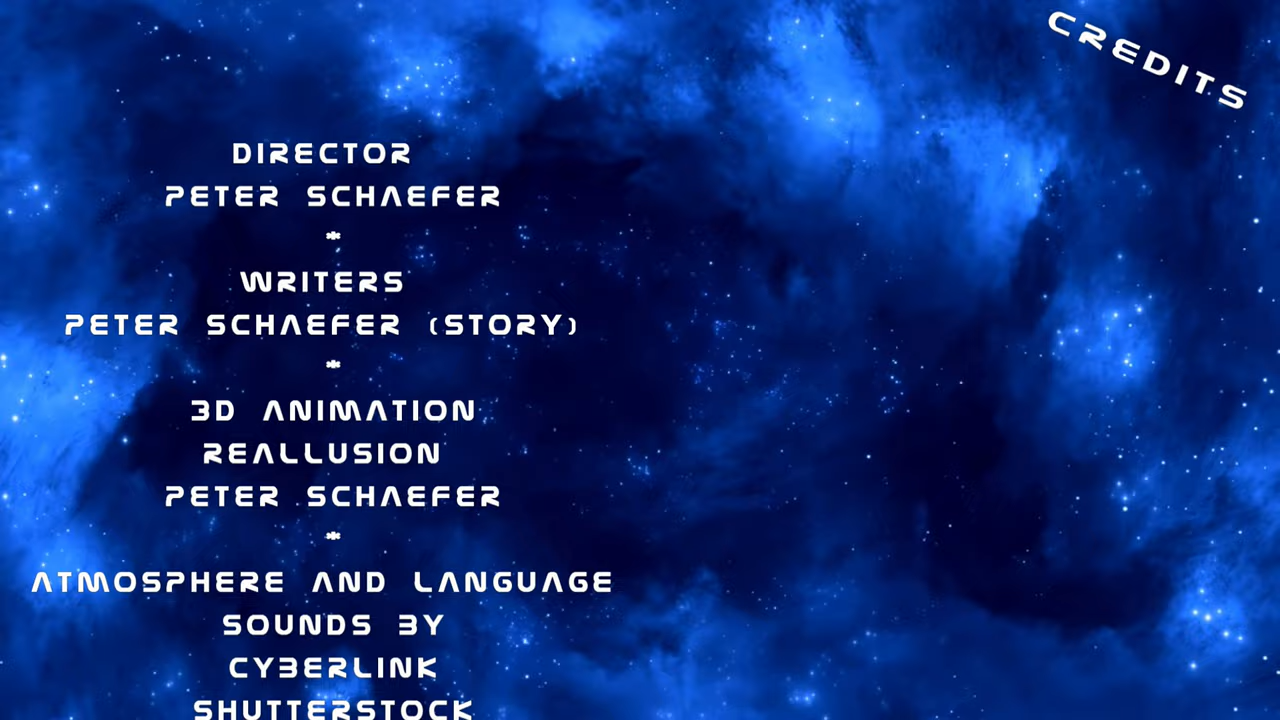 CREDITS
DIRECTOR
PETER SCHAEFER
*
WRITERS
PETER SCHAEFER (STORY)
*
3D ANIMATION
REALLUSION
PETER SCHAEFER
*
ATMOSPHERE AND LANGUAGE
SOUNDS BY
CYBERLINK
SHUTTERSTOCK